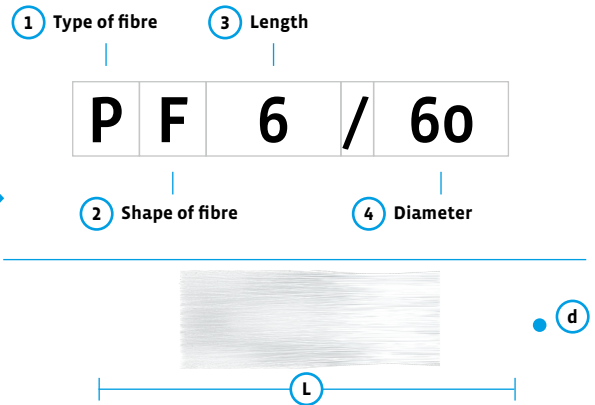 1 Type of fibre 3 Length
P F 6 / 60
2 Shape of fibre 4 Diameter
d
L